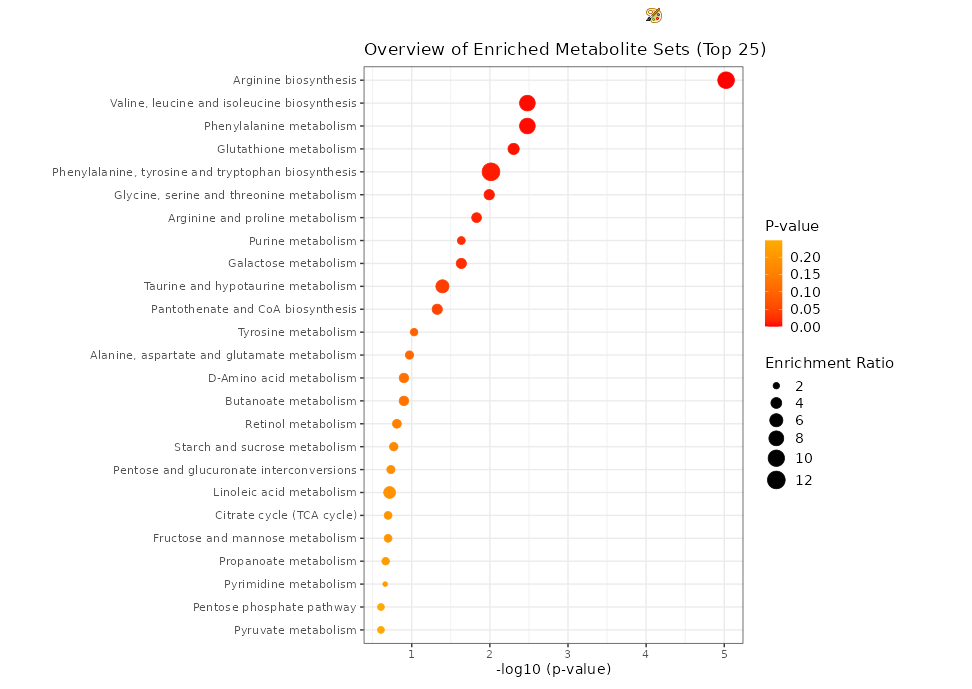 Overview of Enriched Metabolite Sets (Top 25)
Arginine biosynthesis
Valine, leucine and isoleucine biosynthesis
Phenylalanine metabolism
Glutathione metabolism
Phenylalanine, tyrosine and tryptophan biosynthesis
Glycine, serine and threonine metabolism
Arginine and proline metabolism
Purine metabolism
Galactose metabolism
Taurine and hypotaurine metabolism
Pantothenate and CoA biosynthesis
Tyrosine metabolism
Alanine, aspartate and glutamate metabolism
D-Amino acid metabolism
Butanoate metabolism
Retinol metabolism
Starch and sucrose metabolism
Pentose and glucuronate interconversions
Linoleic acid metabolism
Citrate cycle (TCA cycle)
Fructose and mannose metabolism
Propanoate metabolism
Pyrimidine metabolism
Pentose phosphate pathway
Pyruvate metabolism
1 2 3 4 5
-log10 (p-value)
P-value
0.20
0.15
0.10
0.05
0.00
Enrichment Ratio
2
4
6
8
10
12